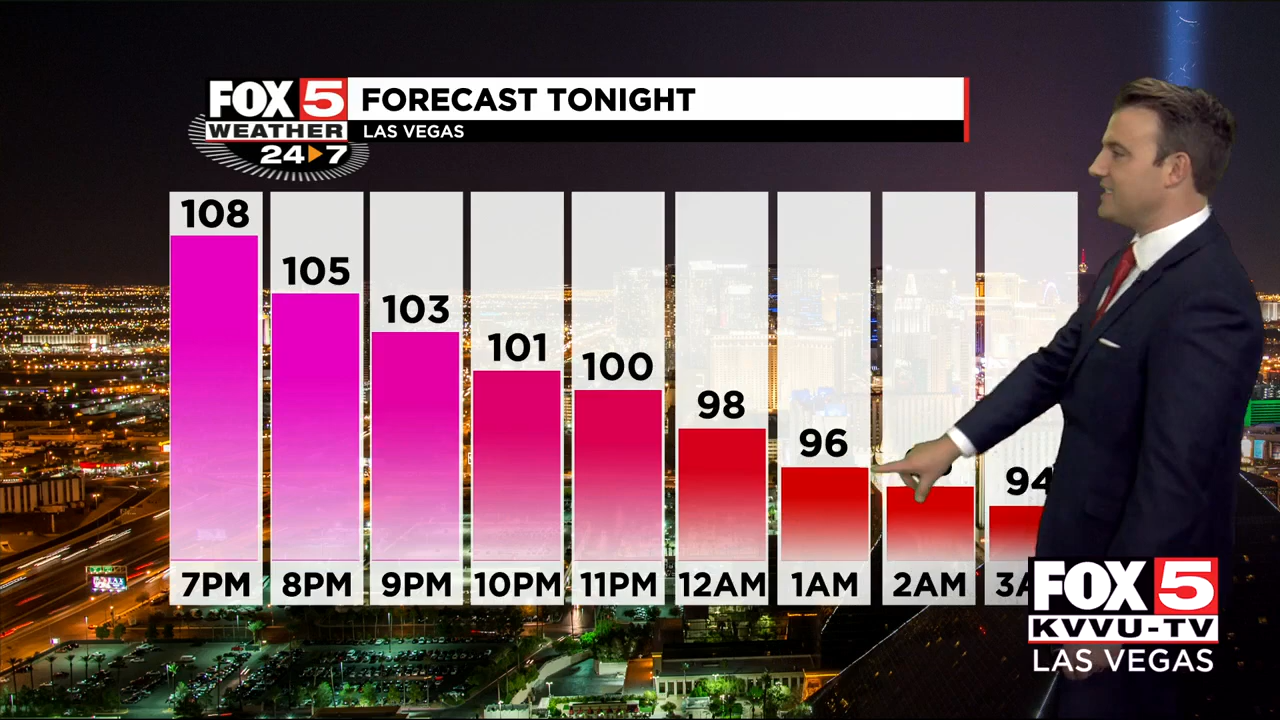 FOX 5
WEATHER
24 7
FORECAST TONIGHT
LAS VEGAS
108
105
103
101
100
98
96
94
7PM
8PM
9PM
10PM
11PM
12AM
1AM
2AM
FOX 5
KVVU-TV
LAS VEGAS